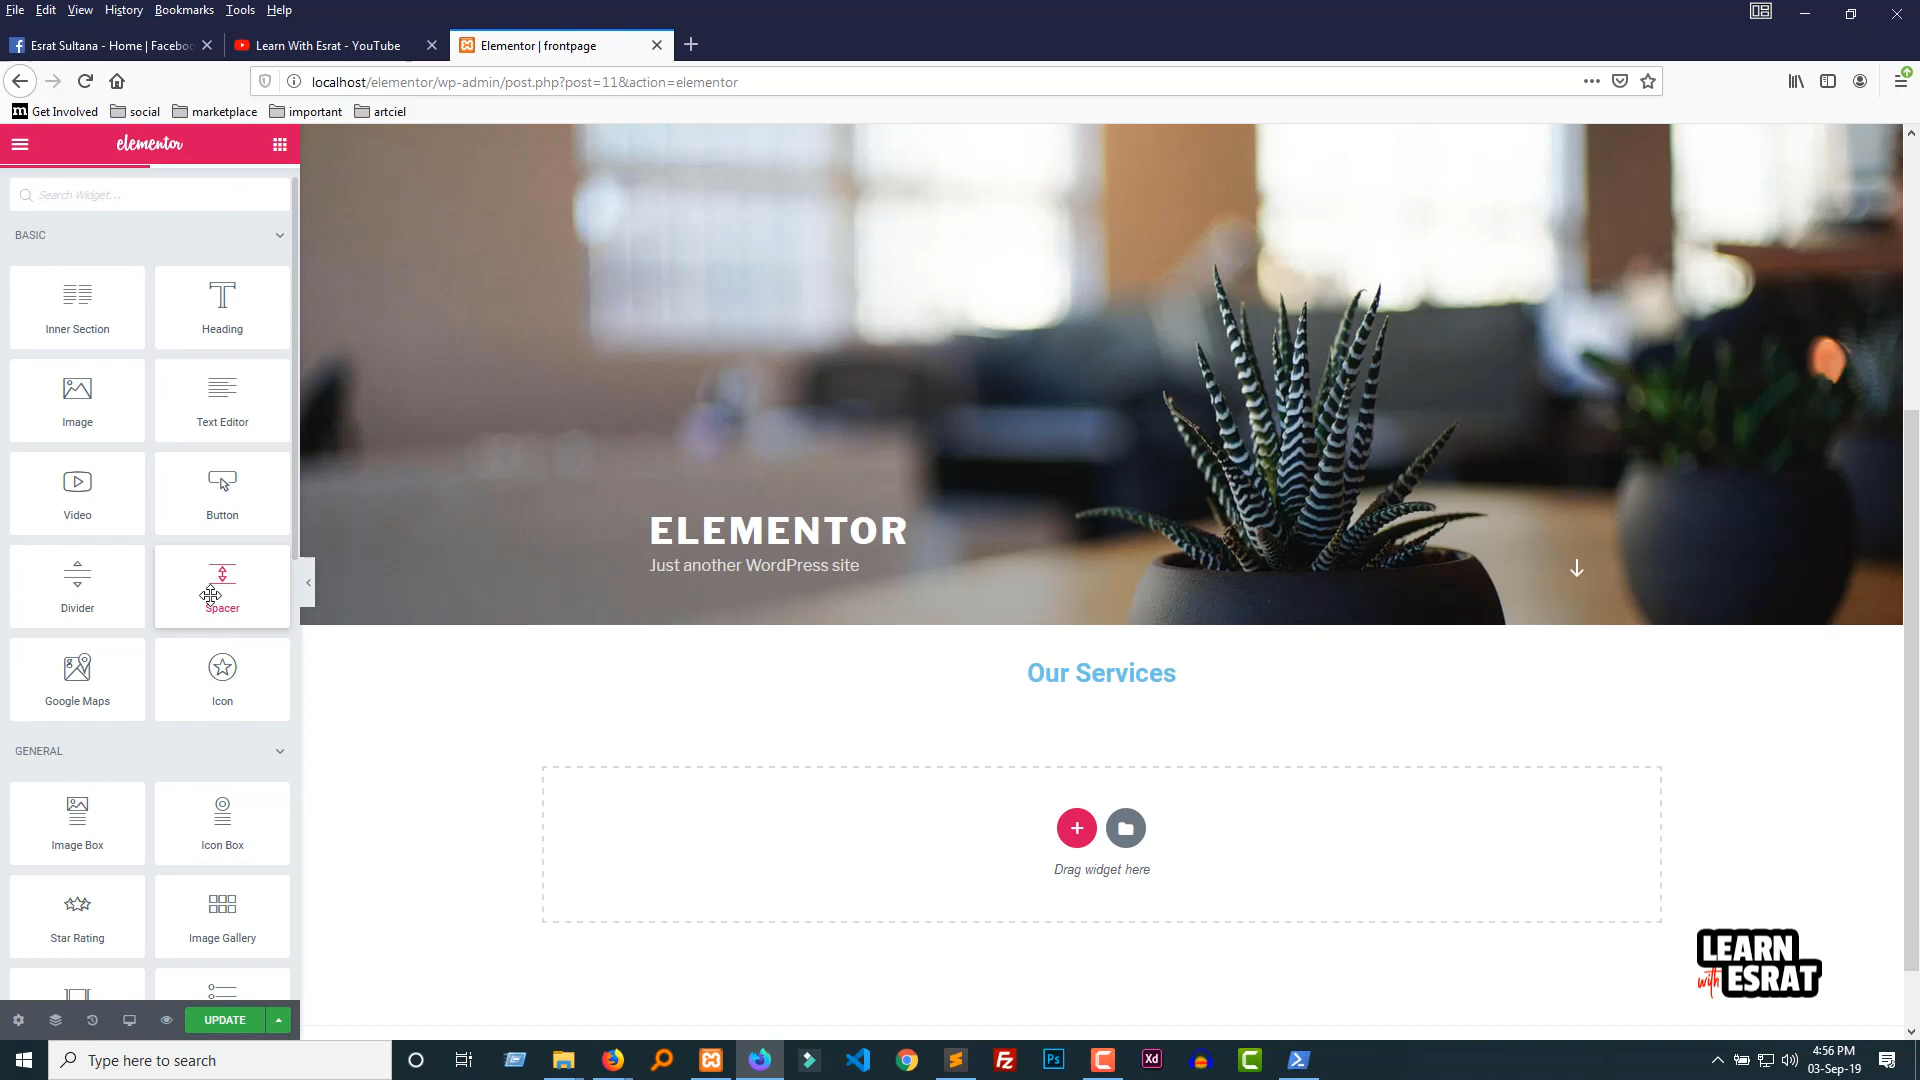 File Edit View History Bookmarks Tools Help
Esrat Sultana - Home | Facebo
Learn With Esrat - YouTube
Elementor | frontpage
localhost/elementor/wp-admin/post.php?post=11&action=elementor
m Get Involved social marketplace important artciel
elementor
Search Widget...
BASIC
Inner Section
Heading
Image
Text Editor
Video
Button
Divider
Spacer
Google Maps
Icon
GENERAL
Image Box
Icon Box
Star Rating
Image Gallery
UPDATE
ELEMENTOR
Just another WordPress site
Our Services
Drag widget here
LEARN
with ESRAT
Type here to search
Fz
Ps
Xd
4:56 PM
03-Sep-19